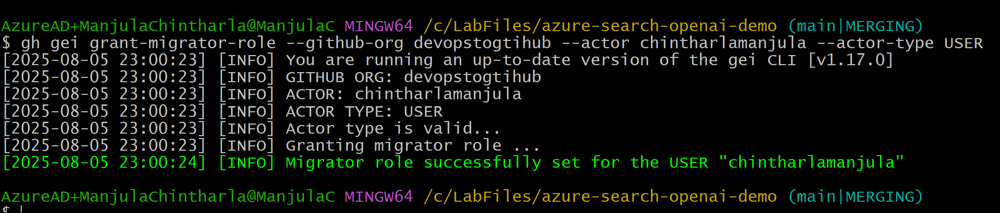 AzureAD+ManjulaChintharla@ManjulaC MINGW64 /c/LabFiles/azure-search-openai-demo (main|MERGING)
$ gh gei grant-migrator-role --github-org devopstogtihub --actor chintharlamanjula --actor-type USER
[2025-08-05 23:00:23] [INFO] You are running an up-to-date version of the gei CLI [v1.17.0]
[2025-08-05 23:00:23] [INFO] GITHUB ORG: devopstogtihub
[2025-08-05 23:00:23] [INFO] ACTOR: chintharlamanjula
[2025-08-05 23:00:23] [INFO] ACTOR TYPE: USER
[2025-08-05 23:00:23] [INFO] Actor type is valid...
[2025-08-05 23:00:23] [INFO] Granting migrator role ...
[2025-08-05 23:00:24] [INFO] Migrator role successfully set for the USER "chintharlamanjula"
AzureAD+ManjulaChintharla@ManjulaC MINGW64 /c/LabFiles/azure-search-openai-demo (main|MERGING)
$